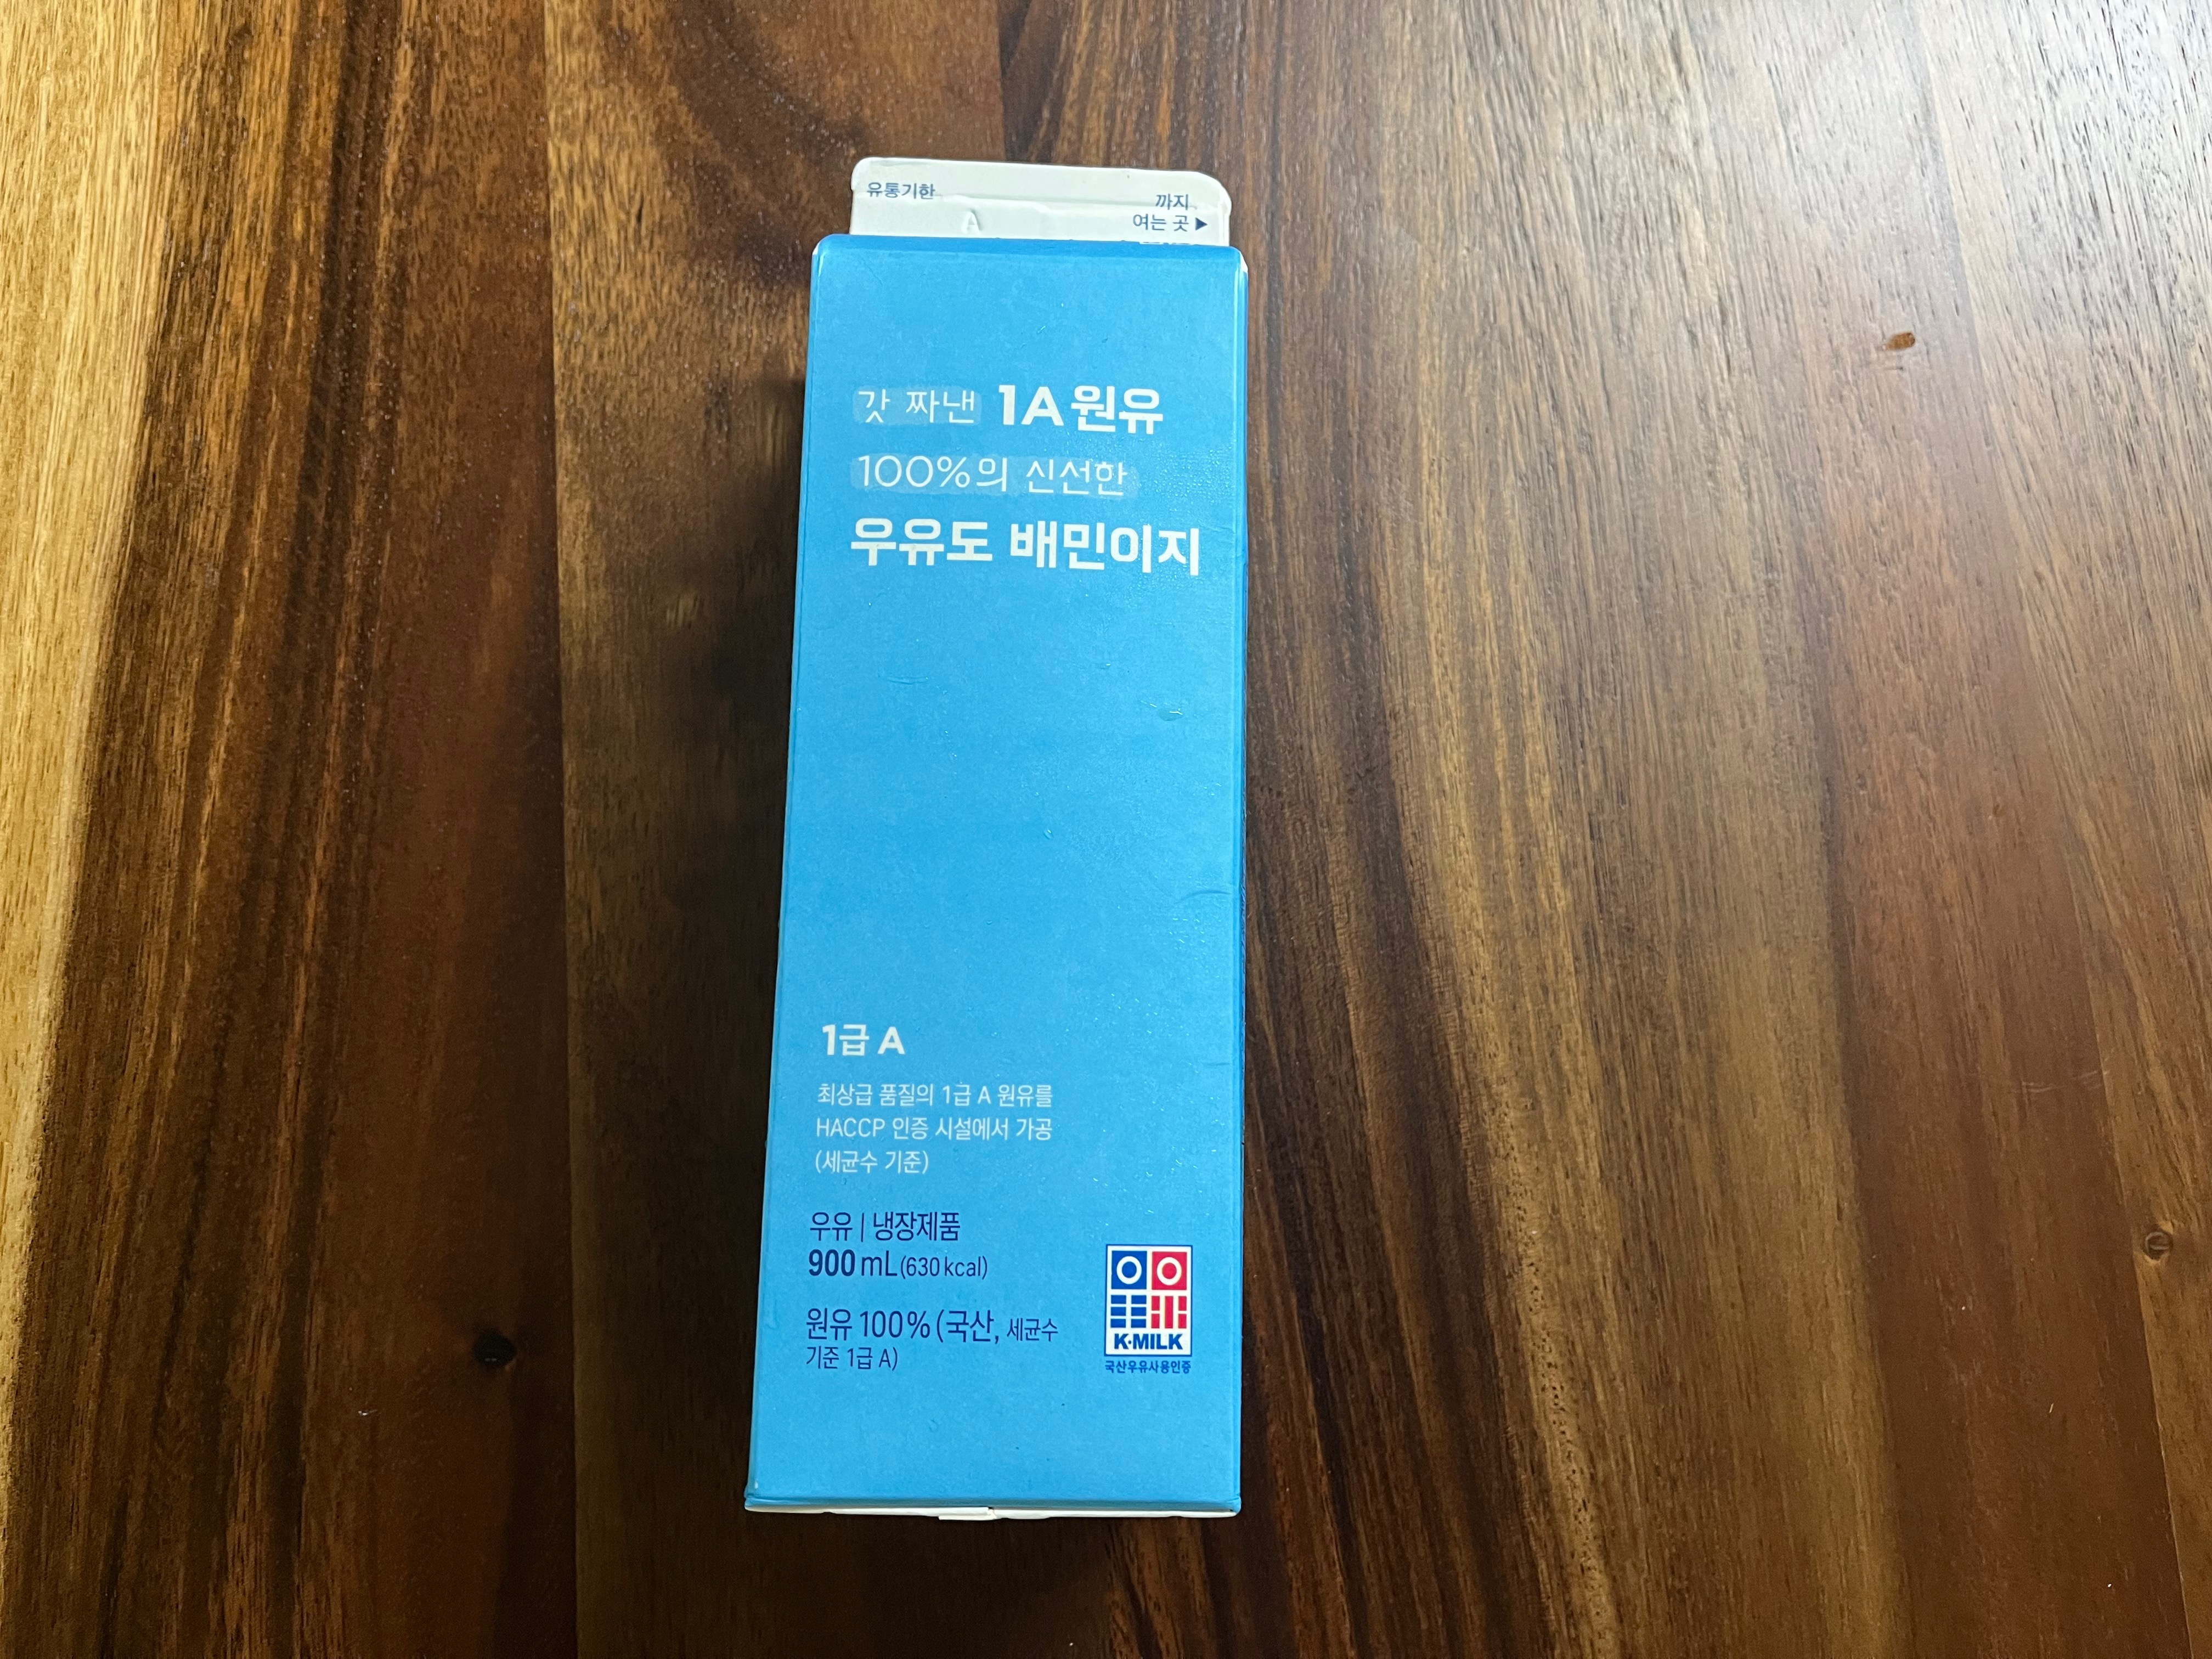 유통기한
까지
여는 곳 ▶
갓 짜낸 1A 원유
100%의 신선한
우유도 배민이지
1급 A
최상급 품질의 1급 A 원유를
HACCP 인증 시설에서 가공
(세균수 기준)
우유 | 냉장제품
900 mL (630 kcal)
원유 100% (국산, 세균수
기준 1급 A)
우유
K·MILK
국산우유사용인증